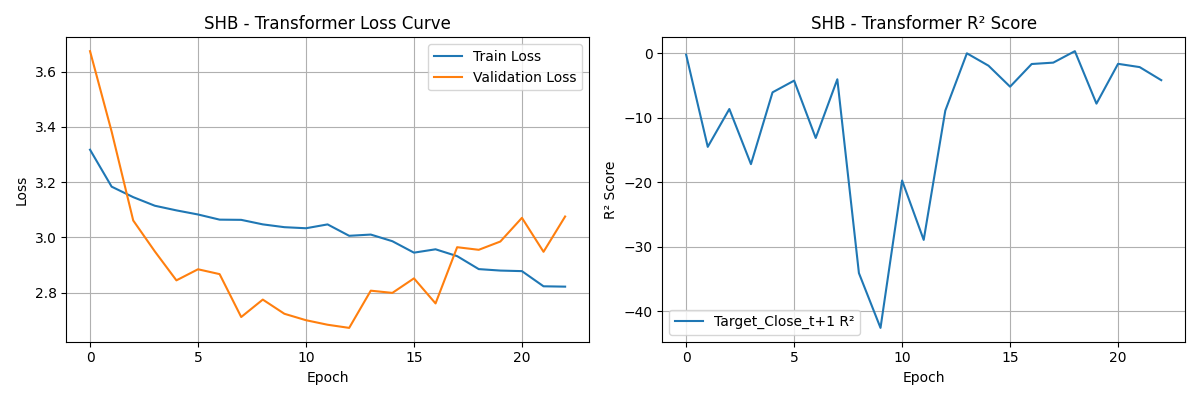 SHB - Transformer Loss Curve
Train Loss
Validation Loss
Loss
3.6
3.4
3.2
3.0
2.8
0 5 10 15 20
Epoch
SHB - Transformer R² Score
R² Score
0
−10
−20
−30
−40
Target_Close_t+1 R²
0 5 10 15 20
Epoch